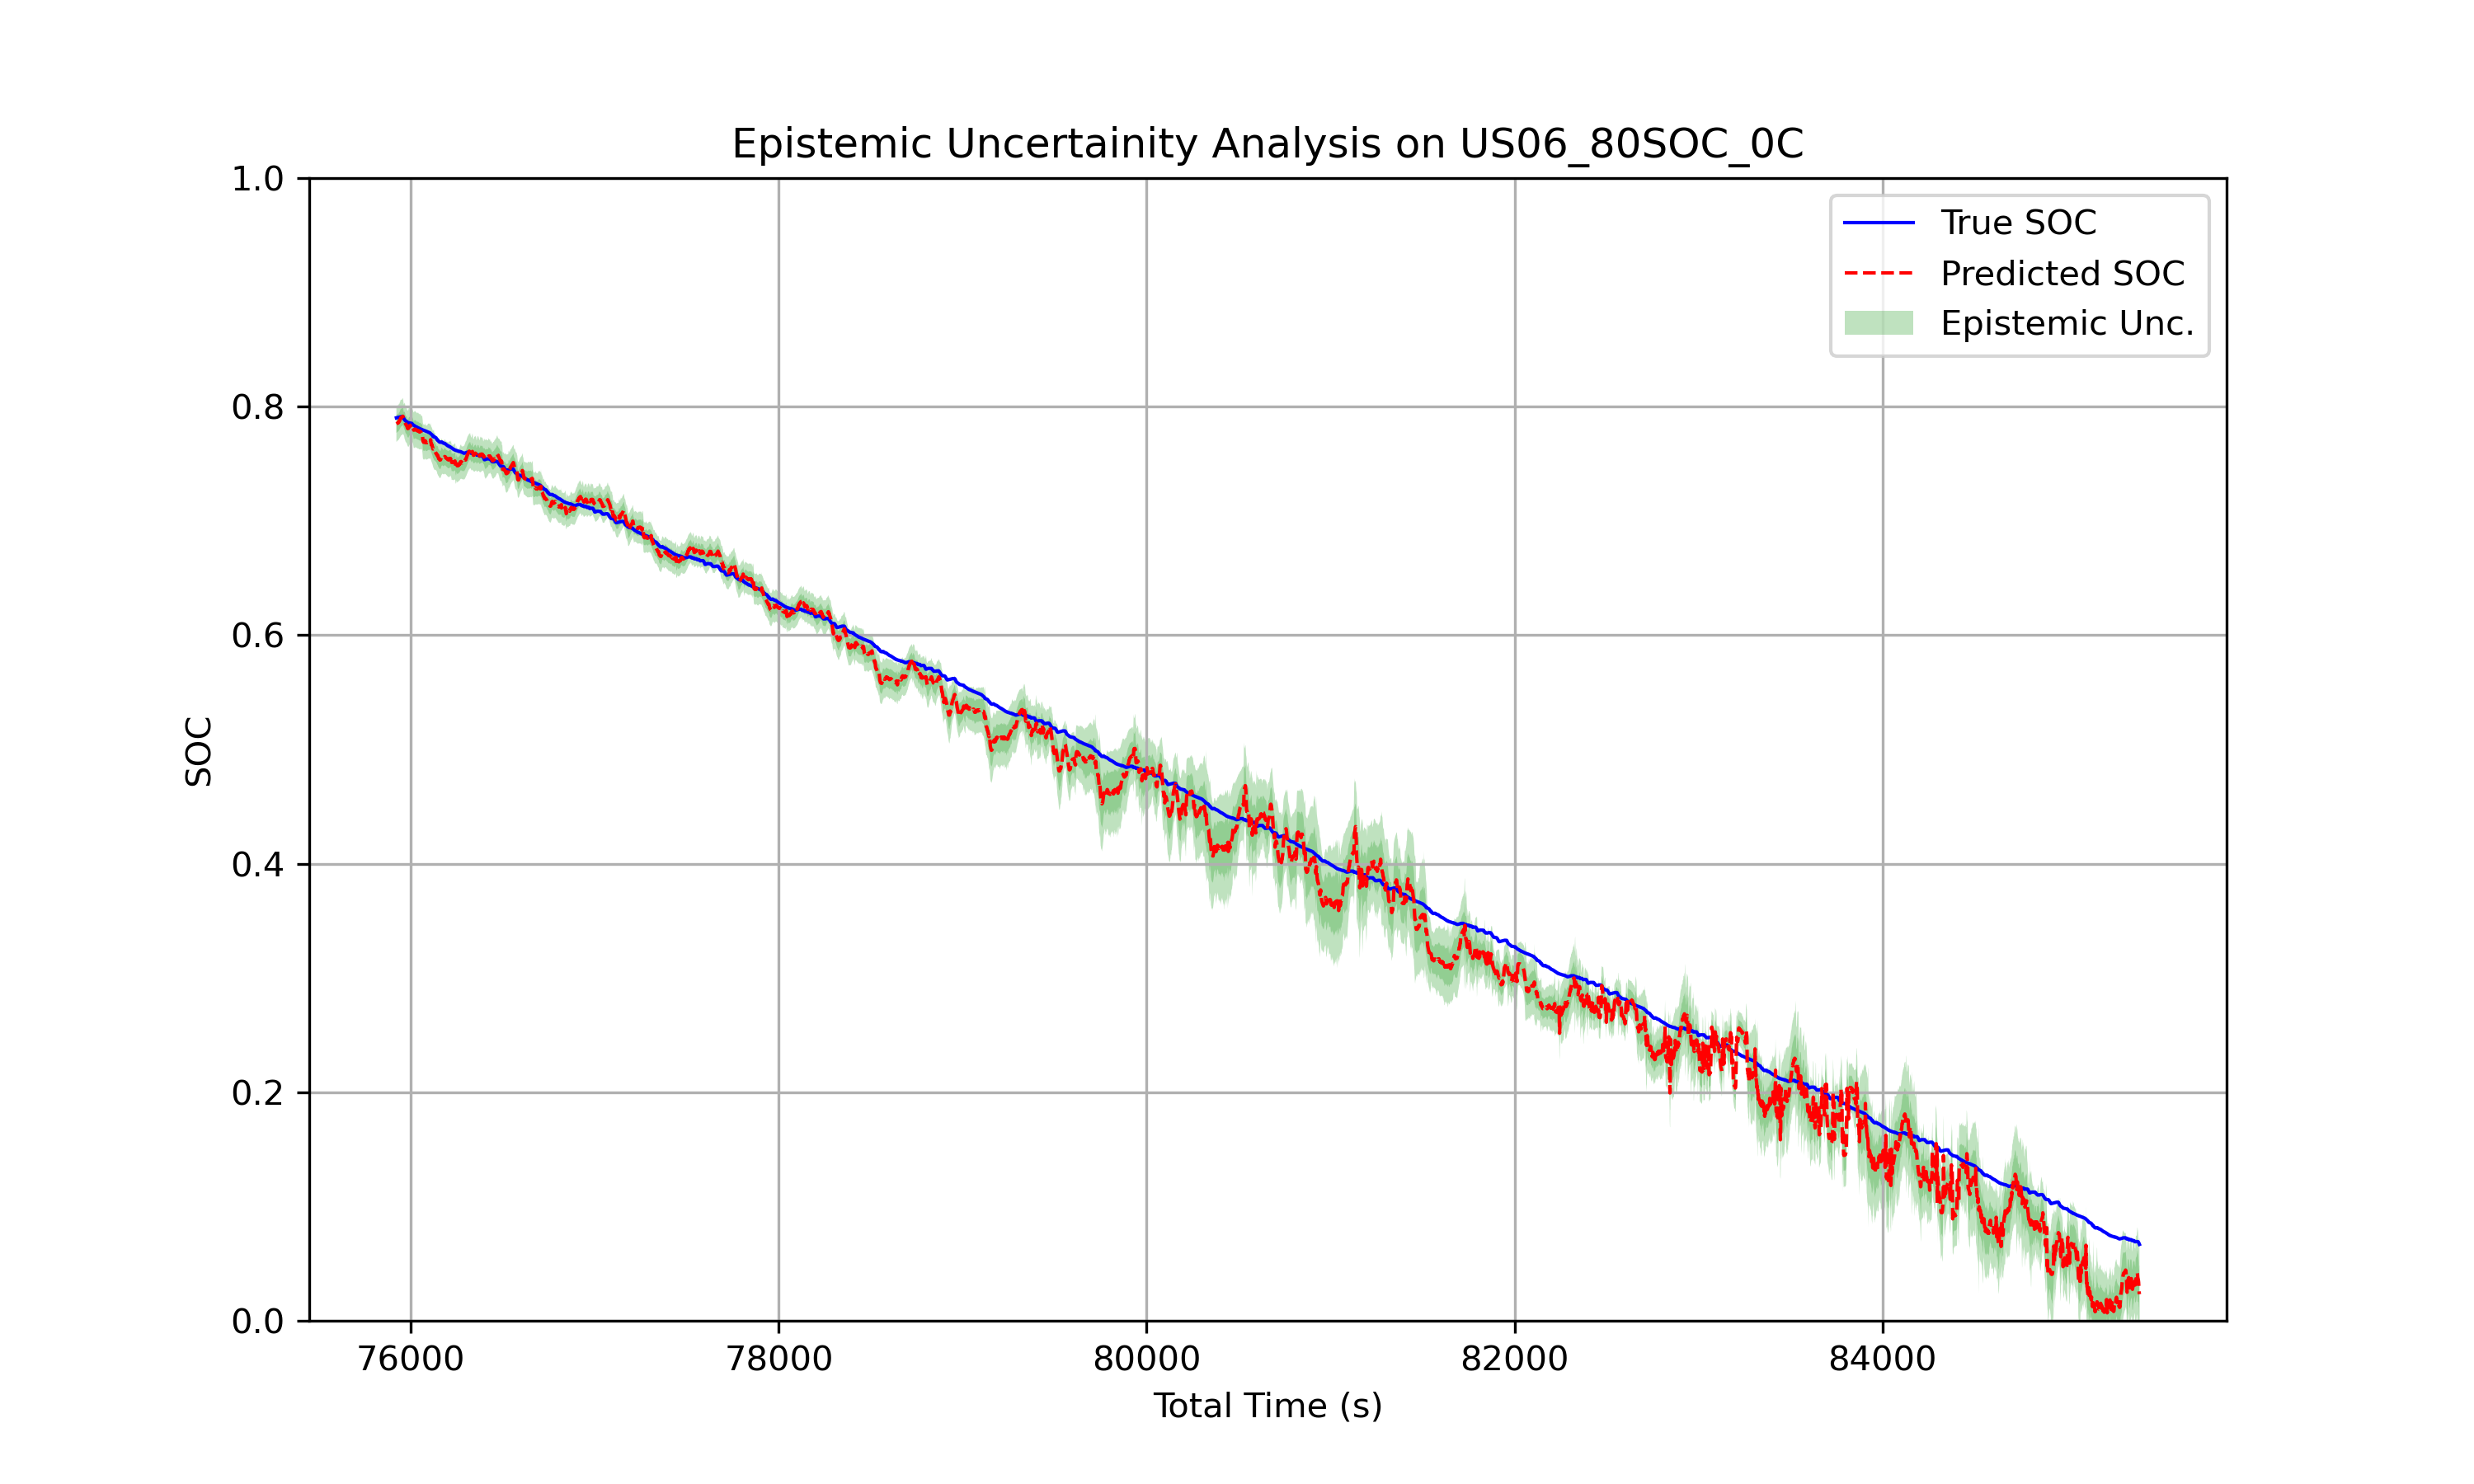 Epistemic Uncertainity Analysis on US06_80SOC_0C
True SOC
Predicted SOC
Epistemic Unc.
1.0
0.8
0.6
0.4
0.2
0.0
SOC
76000
78000
80000
82000
84000
Total Time (s)